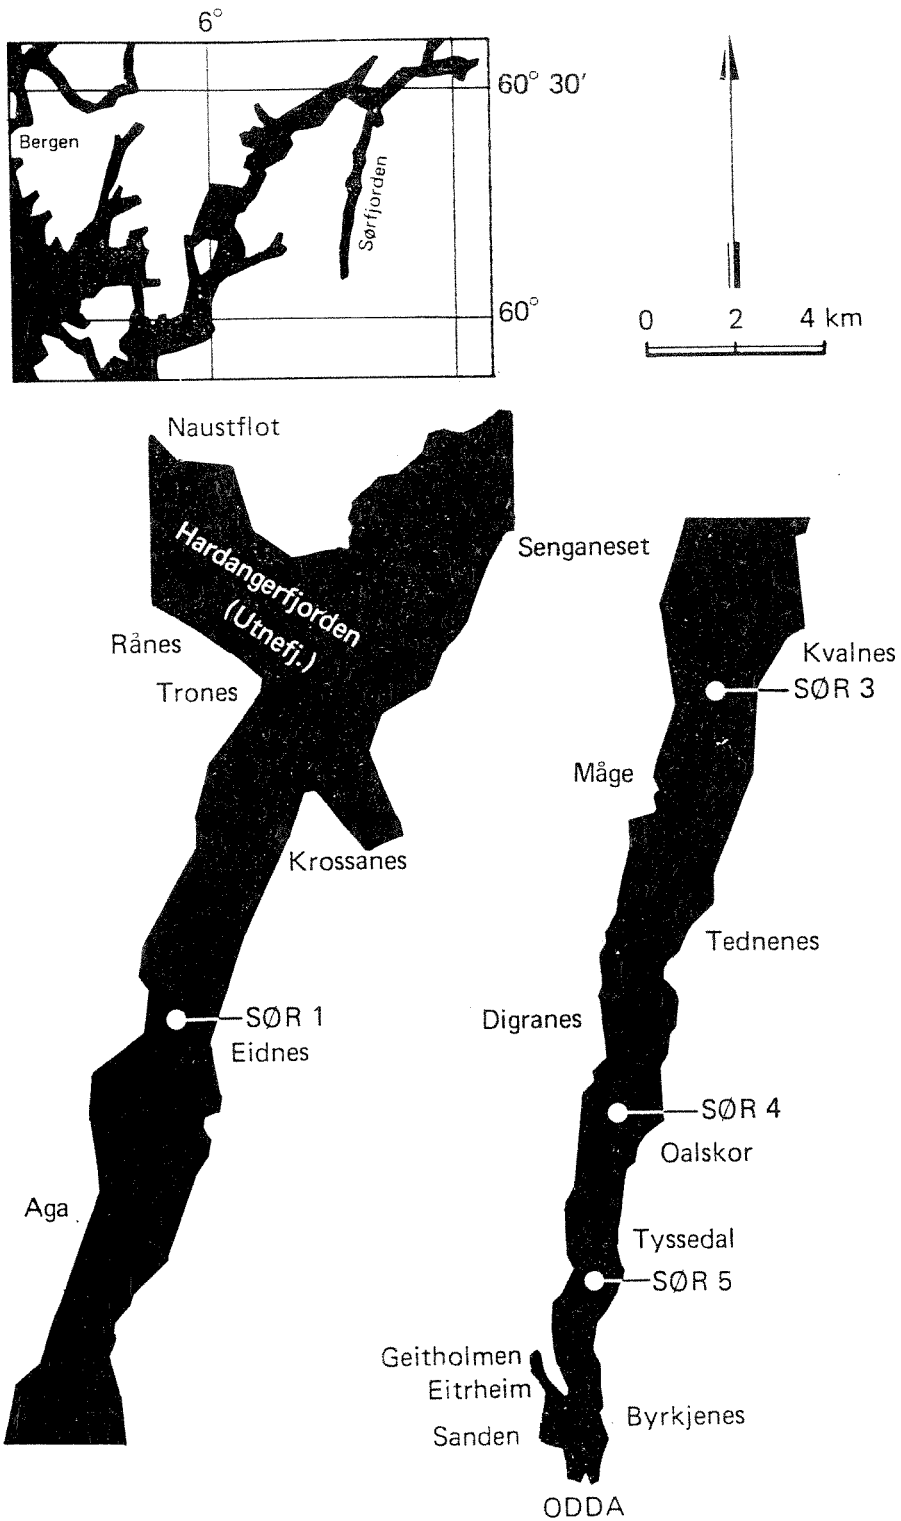 6°
60° 30'
Bergen
Sørfjorden
60°
0 2 4 km
Naustflot
Senganeset
Hardangerfjorden
(Utnefj.)
Rånes
Trones
Krossanes
SØR 1
Eidnes
Aga
Kvalnes
SØR 3
Måge
Tednenes
Digranes
SØR 4
Oalskor
Tyssedal
SØR 5
Geitholmen
Eitrheim
Byrkjenes
Sanden
ODDA